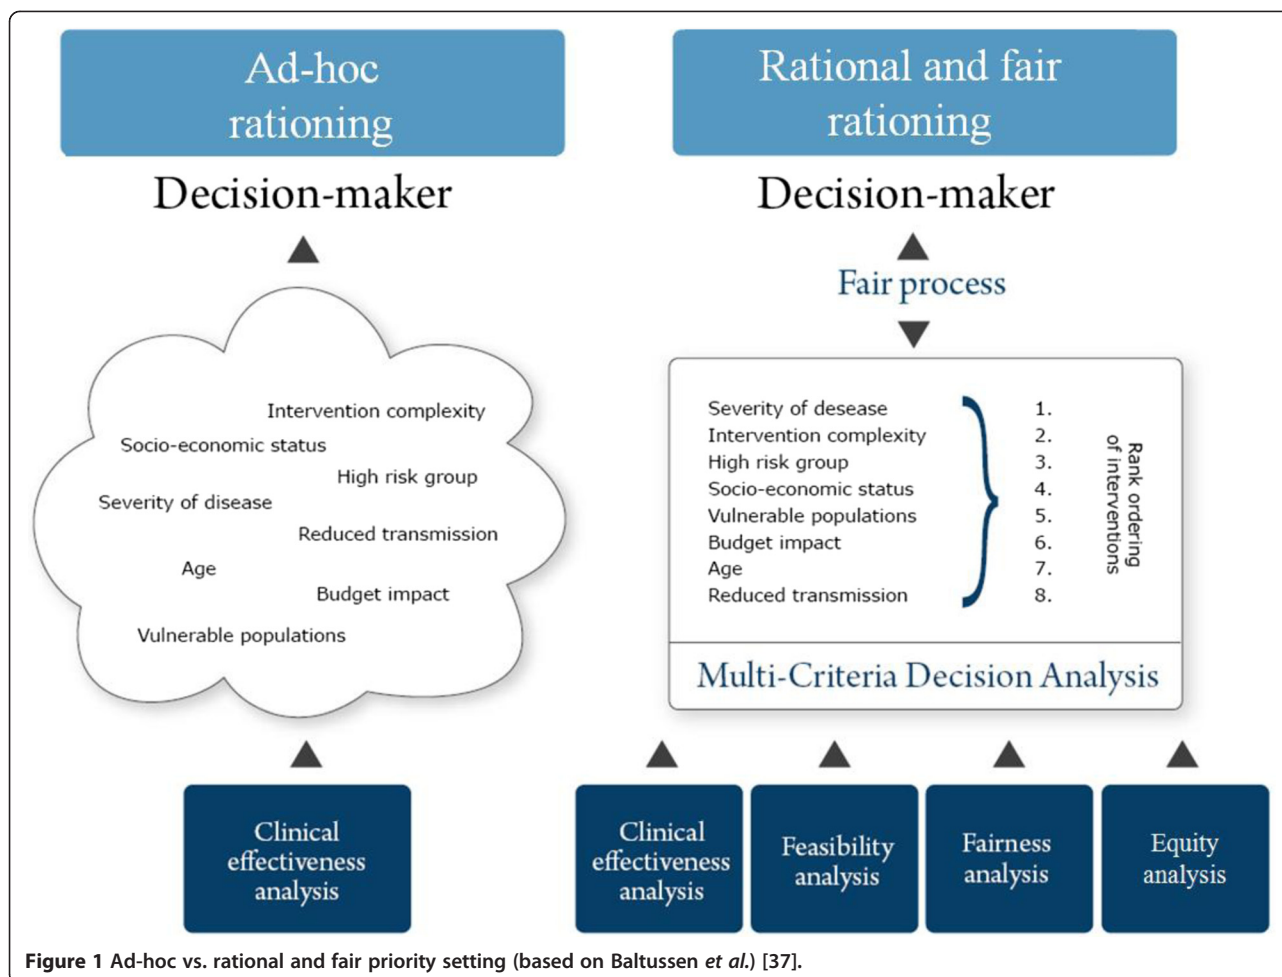 Ad-hoc
rationing
Decision-maker
Intervention complexity
Socio-economic status
High risk group
Severity of disease
Reduced transmission
Age
Budget impact
Vulnerable populations
Clinical
effectiveness
analysis
Rational and fair
rationing
Decision-maker
Fair process
Severity of desease
Intervention complexity
High risk group
Socio-economic status
Vulnerable populations
Budget impact
Age
Reduced transmission
1.
2.
3.
4.
5.
6.
7.
8.
Rank ordering
of interventions
Multi-Criteria Decision Analysis
Clinical
effectiveness
analysis
Feasibility
analysis
Fairness
analysis
Equity
analysis
Figure 1 Ad-hoc vs. rational and fair priority setting (based on Baltussen et al.) [37].